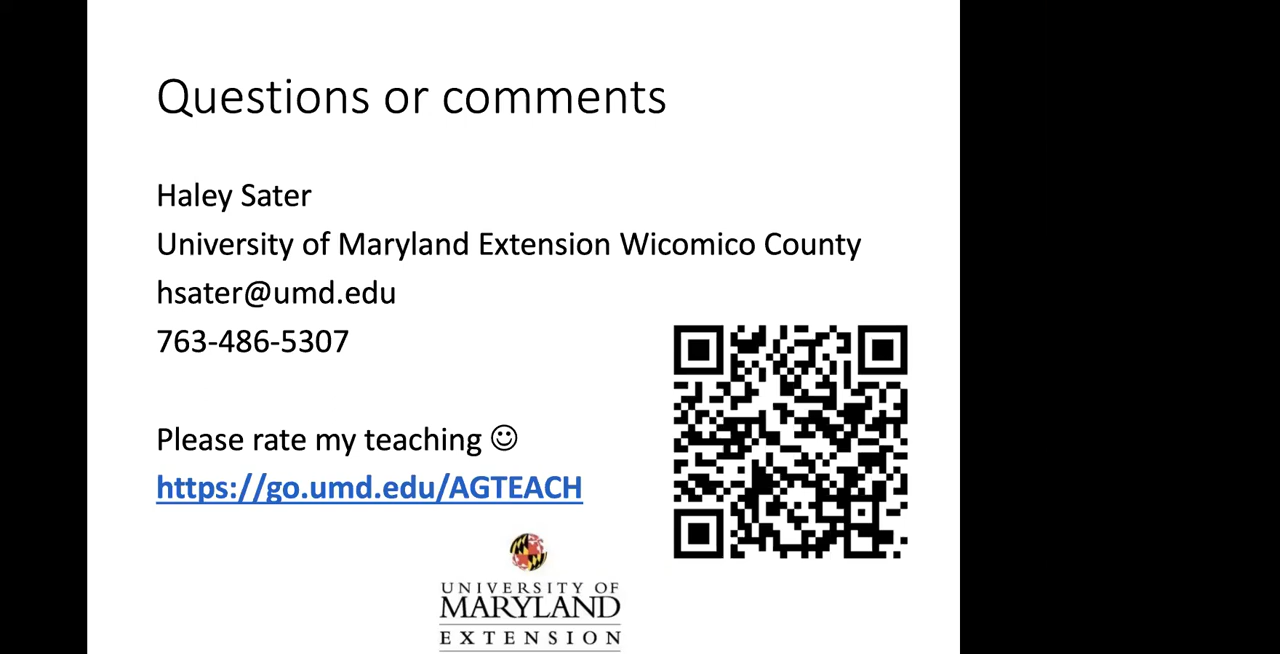 Questions or comments
Haley Sater
University of Maryland Extension Wicomico County
hsater@umd.edu
763-486-5307
Please rate my teaching ☺
https://go.umd.edu/AGTEACH
UNIVERSITY OF
MARYLAND
EXTENSION